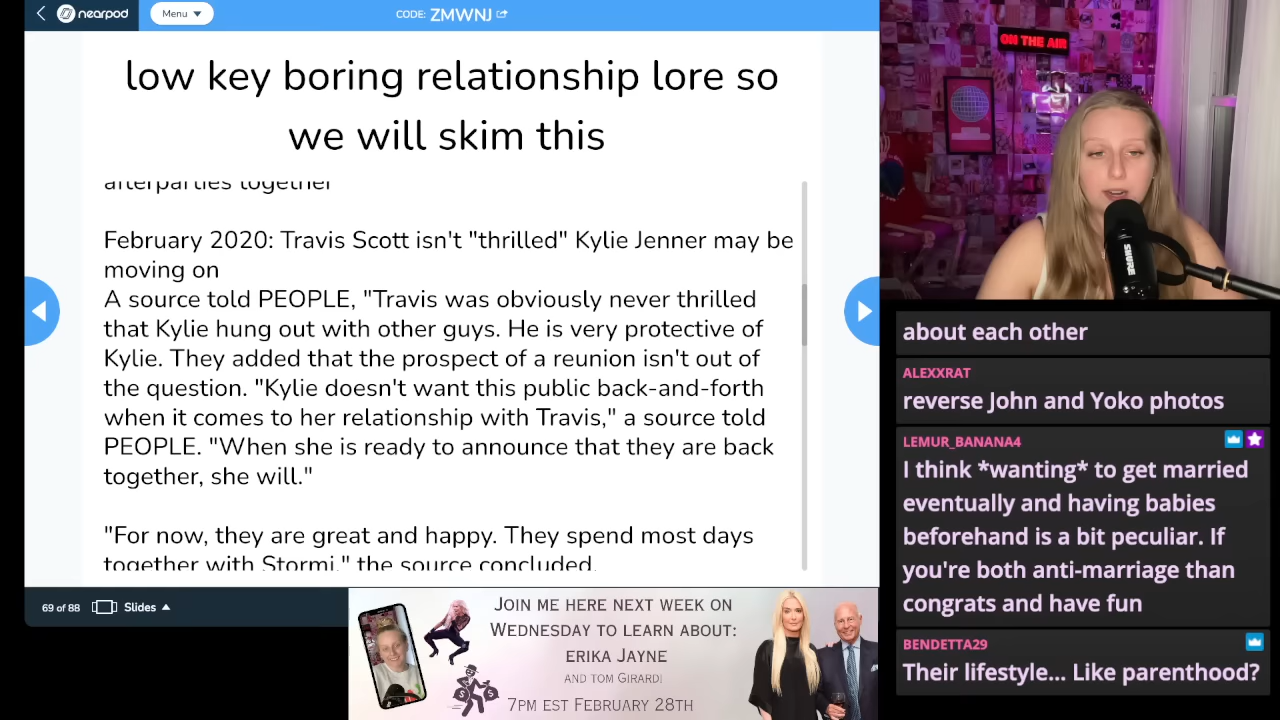 nearpod
Menu
CODE: ZMWNJ
low key boring relationship lore so
we will skim this
afterparties together
February 2020: Travis Scott isn't "thrilled" Kylie Jenner may be
moving on
A source told PEOPLE, "Travis was obviously never thrilled
that Kylie hung out with other guys. He is very protective of
Kylie. They added that the prospect of a reunion isn't out of
the question. "Kylie doesn't want this public back-and-forth
when it comes to her relationship with Travis," a source told
PEOPLE. "When she is ready to announce that they are back
together, she will."
"For now, they are great and happy. They spend most days
together with Stormi," the source concluded.
69 of 88
Slides
JOIN ME HERE NEXT WEEK ON
WEDNESDAY TO LEARN ABOUT:
ERIKA JAYNE
AND TOM GIRARDI
7PM EST FEBRUARY 28TH
ON THE AIR
SHURE
about each other
ALEXXRAT
reverse John and Yoko photos
LEMUR_BANANA4
I think *wanting* to get married
eventually and having babies
beforehand is a bit peculiar. If
you're both anti-marriage than
congrats and have fun
BENDETTA29
Their lifestyle... Like parenthood?